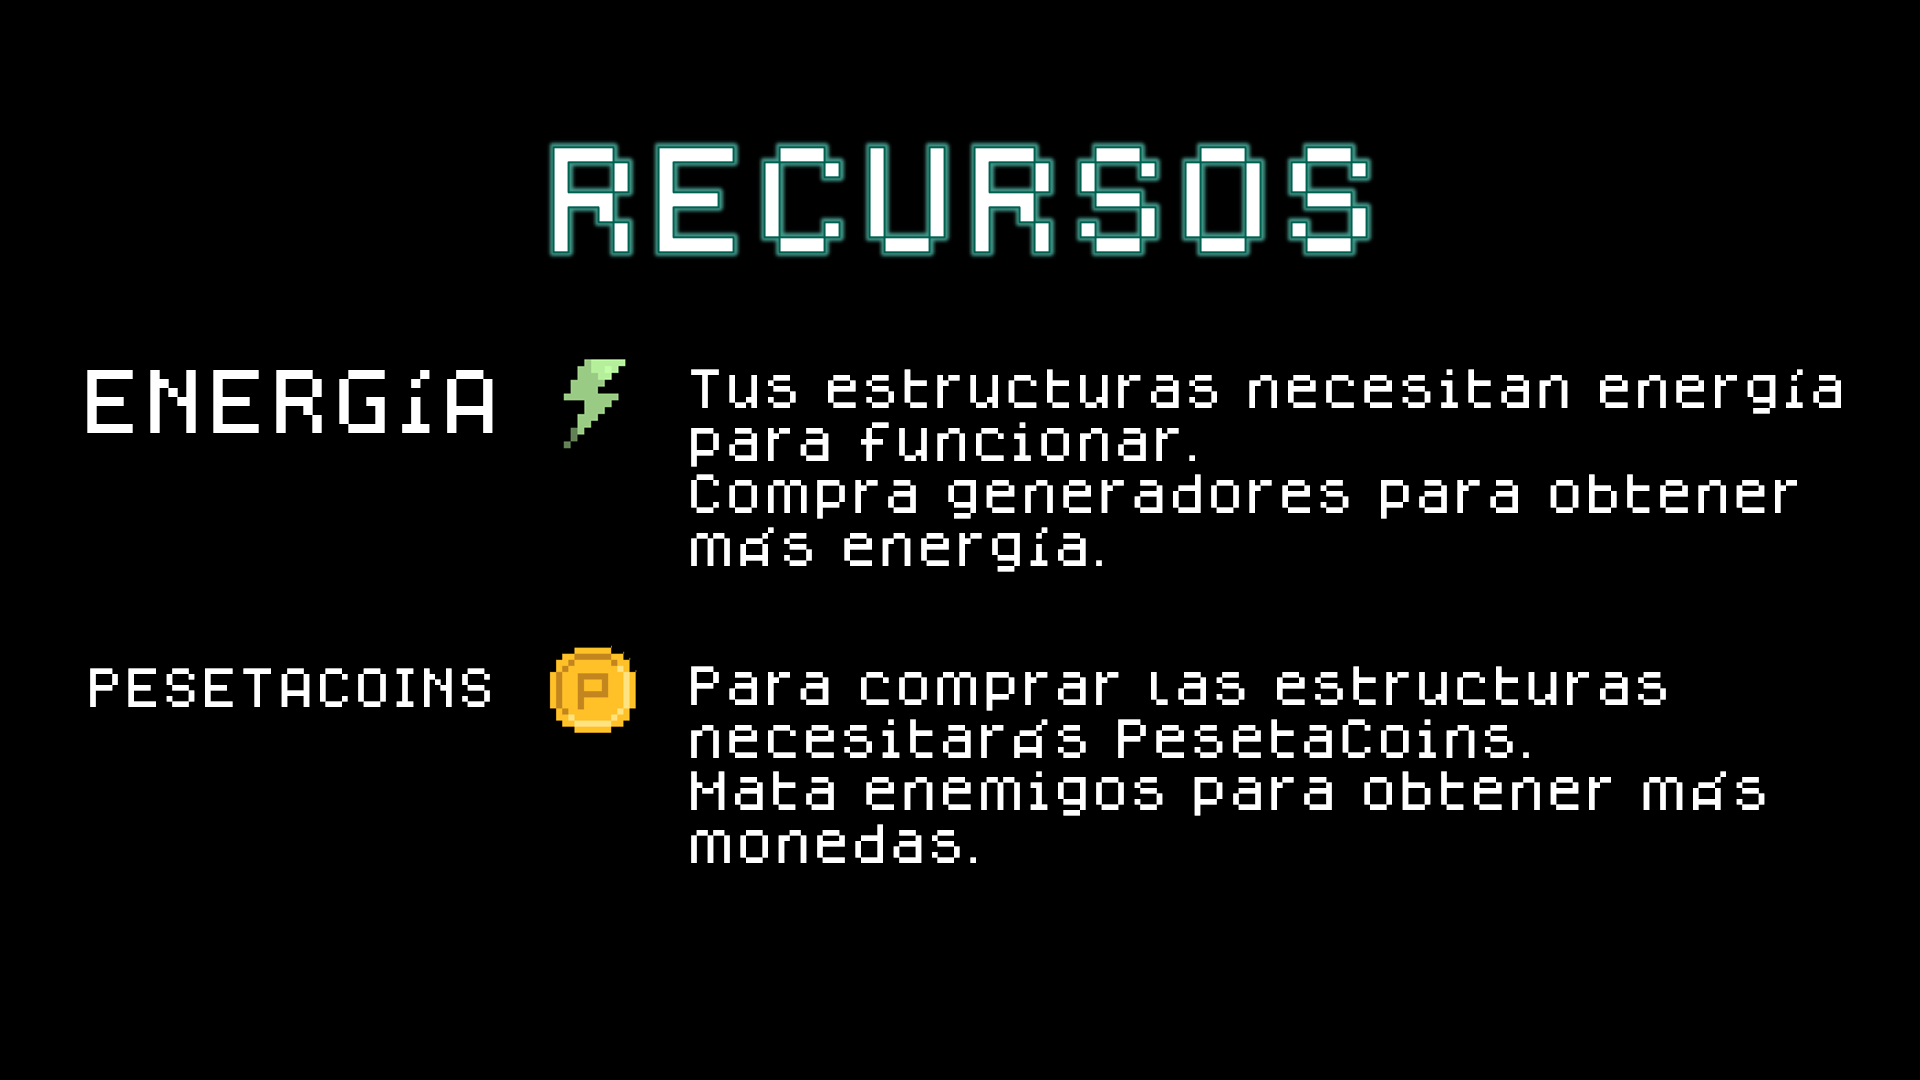 RECURSOS
ENERGíA
Tus estructuras necesitan energía
para funcionar.
Compra generadores para obtener
más energía.
PESETACOINS
P
Para comprar las estructuras
necesitarás PesetaCoins.
Mata enemigos para obtener más
monedas.